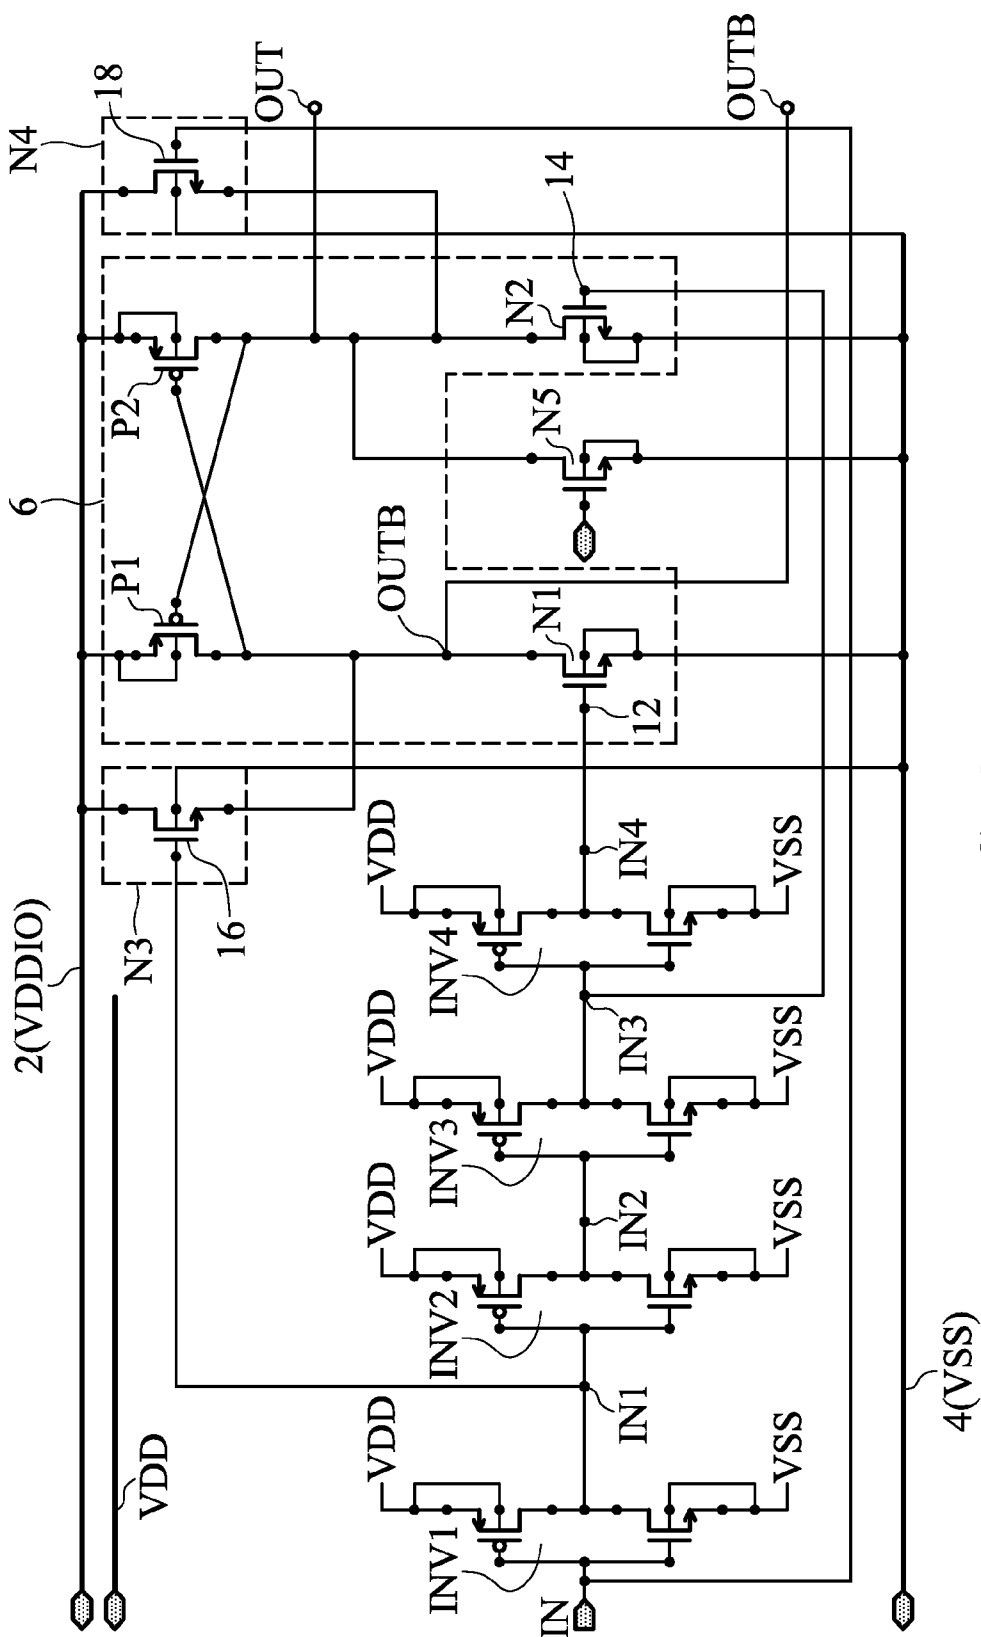 2(VDDIO)
VDD
N3
16
6
P1
P2
N4
18
OUT
OUTB
OUTB
INV1
VDD
VSS
INV2
VDD
VSS
INV3
VDD
VSS
INV4
VDD
VSS
IN
IN1
IN2
IN3
IN4
12
N1
N5
N2
14
4(VSS)